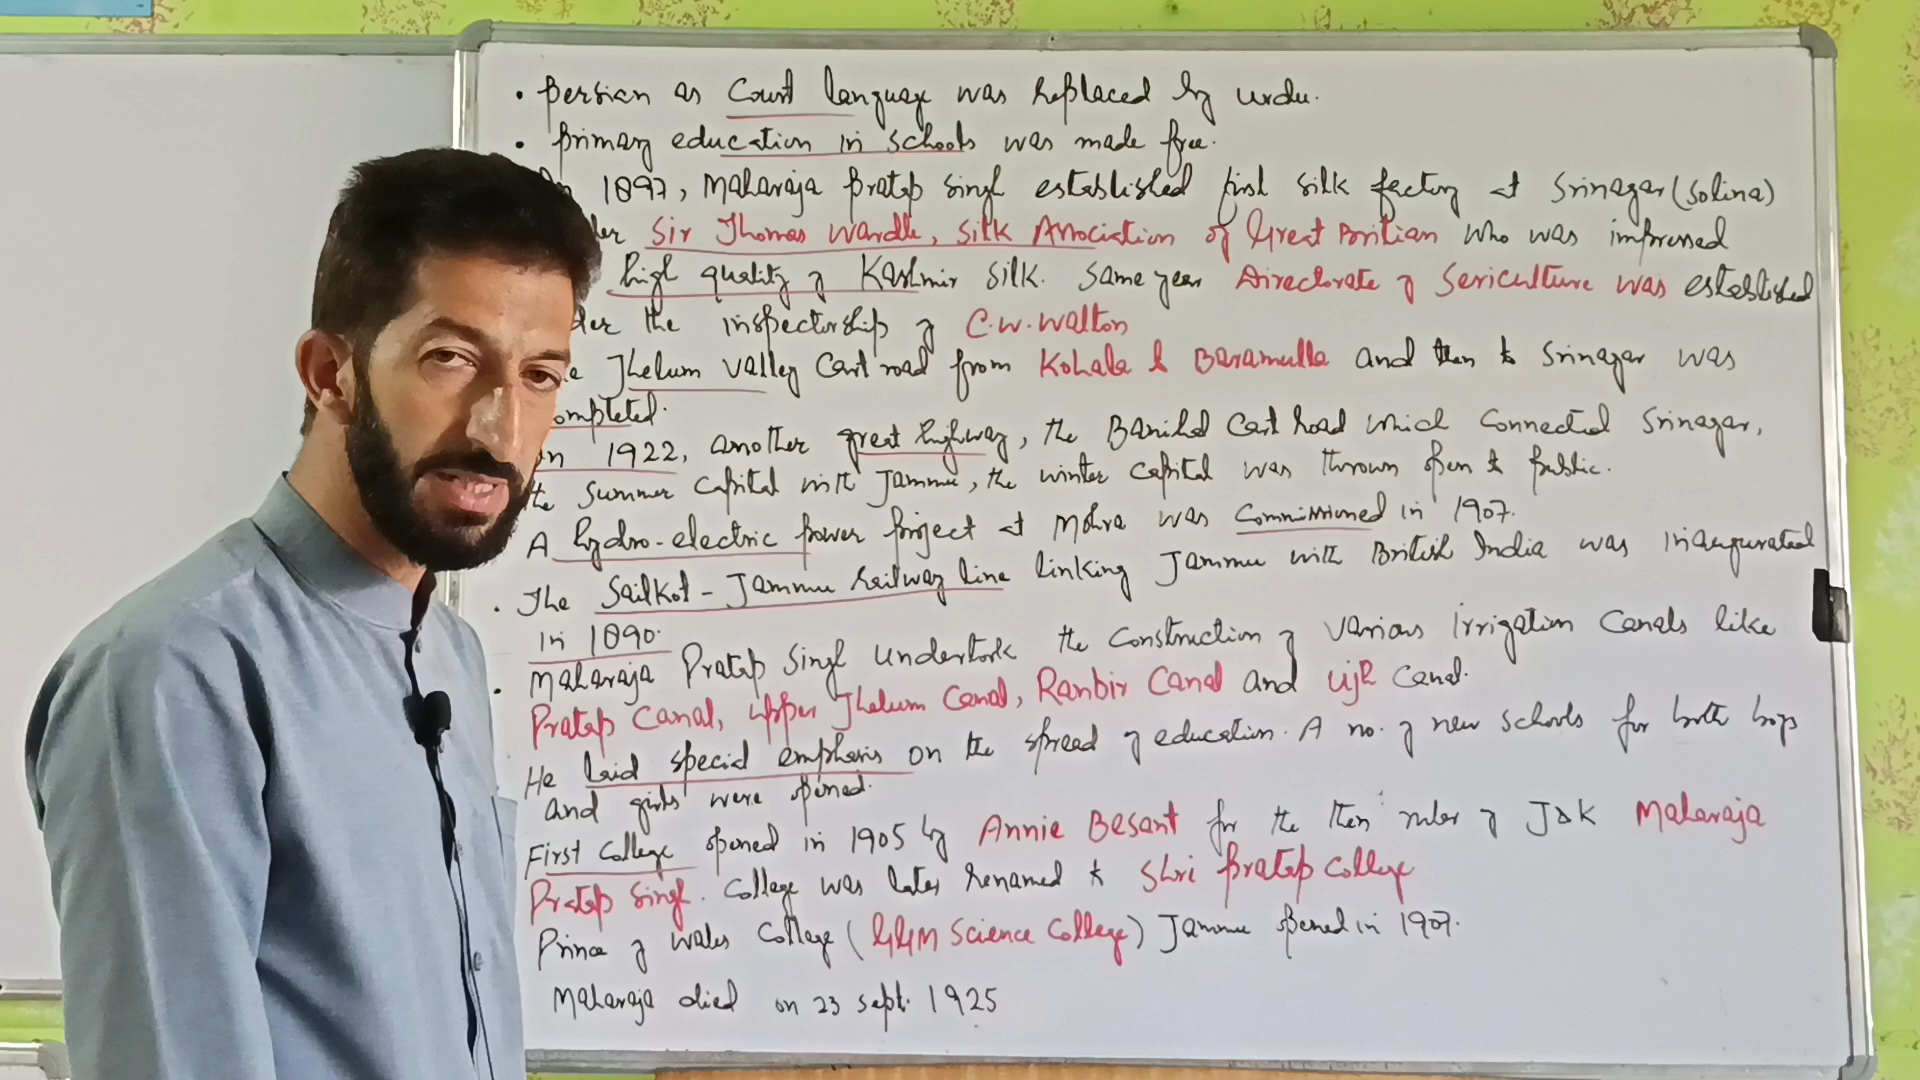 • Persian as Court language was replaced by urdu.
• Primary education in schools was made free.
1897, Maharaja Pratap Singh established first silk factory at Srinagar (Solina)
der Sir Thomas Wardle, Silk Association of Great Britian who was impressed
high quality of Kashmir silk. Same year Directorate of Sericulture was established
der the inspectorship of C.W. Walton
e Jhelum valley Cart road from Kohala to Baramulla and then to Srinagar was
ompleted.
In 1922, another great highway, the Banihal Cart Road which Connected Srinagar,
the Summer Capital with Jammu, the winter capital was thrown open to public.
A hydro-electric power project at Mohra was Commissioned in 1907.
• The Sailkot - Jammu railway line linking Jammu with British India was inaugurated
in 1890.
• Maharaja Pratap Singh undertook the Construction of various irrigation Canals like
Pratap Canal, upper Jhelum Canal, Ranbir Canal and Ujh Canal.
He laid special emphasis on the spread of education. A no. of new schools for both boys
and girls were opened.
First College opened in 1905 by Annie Besant for the then ruler of J&K Maharaja
Pratap Singh. College was later renamed to Shri Pratap College
Prince of Wales College (GGM Science College) Jammu opened in 1907.
Maharaja died on 23 sept. 1925